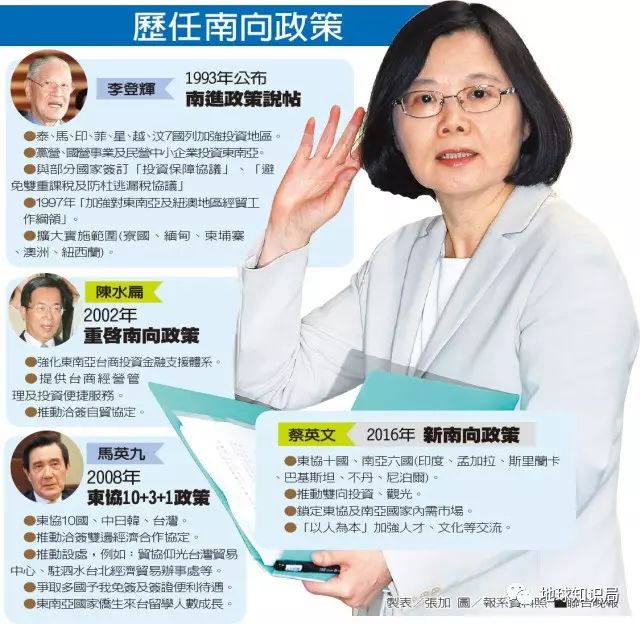 歷任南向政策
李登輝
1993年公布
南進政策說帖
●泰、馬、印、菲、星、越、汶7國列加強投資地區。
●黨營、國營事業及民營中小企業投資東南亞。
●與部分國家簽訂「投資保障協議」、「避
免雙重課稅及防杜逃漏稅協議」
●1997年「加強對東南亞及紐澳地區經貿工
作綱領」。
●擴大實施範圍(寮國、緬甸、柬埔寨
、澳洲、紐西蘭)。
陳水扁
2002年
重啓南向政策
●強化東南亞台商投資金融支援體系。
●提供台商經營管
理及投資便捷服務。
●推動洽簽自貿協定。
馬英九
2008年
東協10+3+1政策
●東協10國、中日韓、台灣。
●推動洽簽雙邊經濟合作協定。
●推動設處，例如：貿協仰光台灣貿易
中心、駐泗水台北經濟貿易辦事處等。
●爭取多國予我免簽及簽證便利待遇。
●東南亞國家僑生來台留學人數成長。
蔡英文
2016年 新南向政策
●東協十國、南亞六國(印度、孟加拉、斯里蘭卡
、巴基斯坦、不丹、尼泊爾)。
●推動雙向投資、觀光。
●鎖定東協及南亞國家內需市場。
●「以人為本」加強人才、文化等交流。
製表／張加 圖／報系資料照
聯合晚報
地球知识局